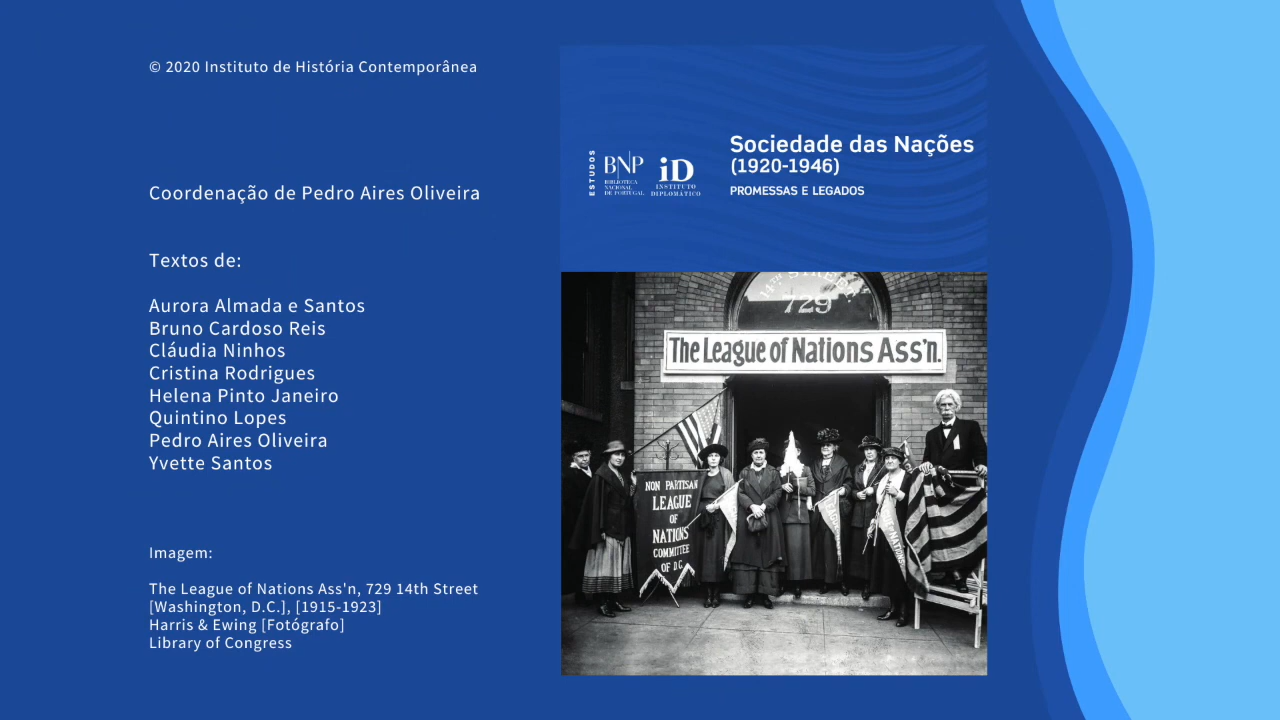 © 2020 Instituto de História Contemporânea
Coordenação de Pedro Aires Oliveira
Textos de:
Aurora Almada e Santos
Bruno Cardoso Reis
Cláudia Ninhos
Cristina Rodrigues
Helena Pinto Janeiro
Quintino Lopes
Pedro Aires Oliveira
Yvette Santos
Imagem:
The League of Nations Ass'n, 729 14th Street
[Washington, D.C.], [1915-1923]
Harris & Ewing [Fotógrafo]
Library of Congress
ESTUDOS
BNP
BIBLIOTECA
NACIONAL
DE PORTUGAL
iD
INSTITUTO
DIPLOMÁTICO
Sociedade das Nações
(1920-1946)
PROMESSAS E LEGADOS
729
The League of Nations Ass'n.
NON PARTISAN
LEAGUE
OF
NATIONS
COMMITTEE
OF D.C.